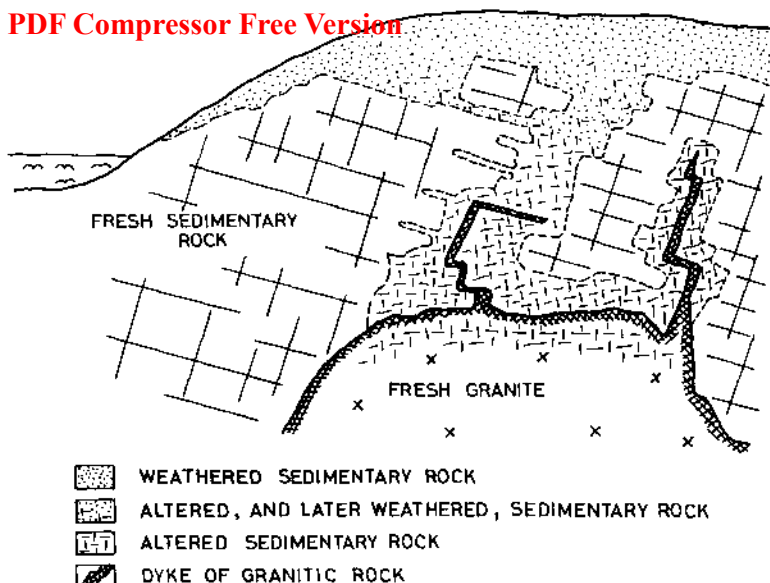 PDF Compressor Free Version
FRESH SEDIMENTARY
ROCK
FRESH GRANITE
WEATHERED SEDIMENTARY ROCK
ALTERED, AND LATER WEATHERED, SEDIMENTARY ROCK
ALTERED SEDIMENTARY ROCK
DYKE OF GRANITIC ROCK